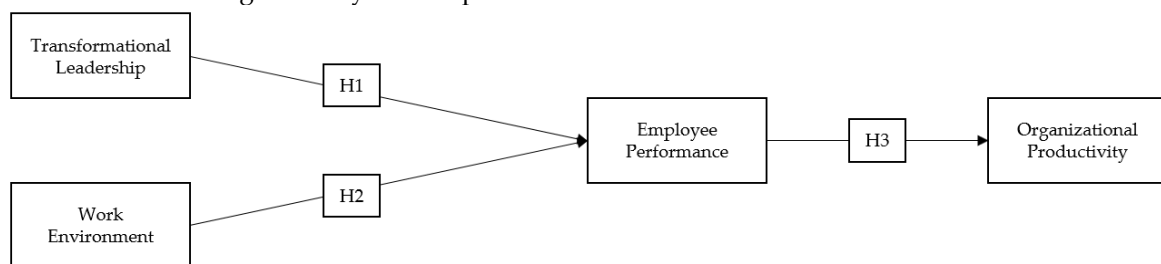 Transformational
Leadership
H1
Employee
Performance
H3
Organizational
Productivity
H2
Work
Environment